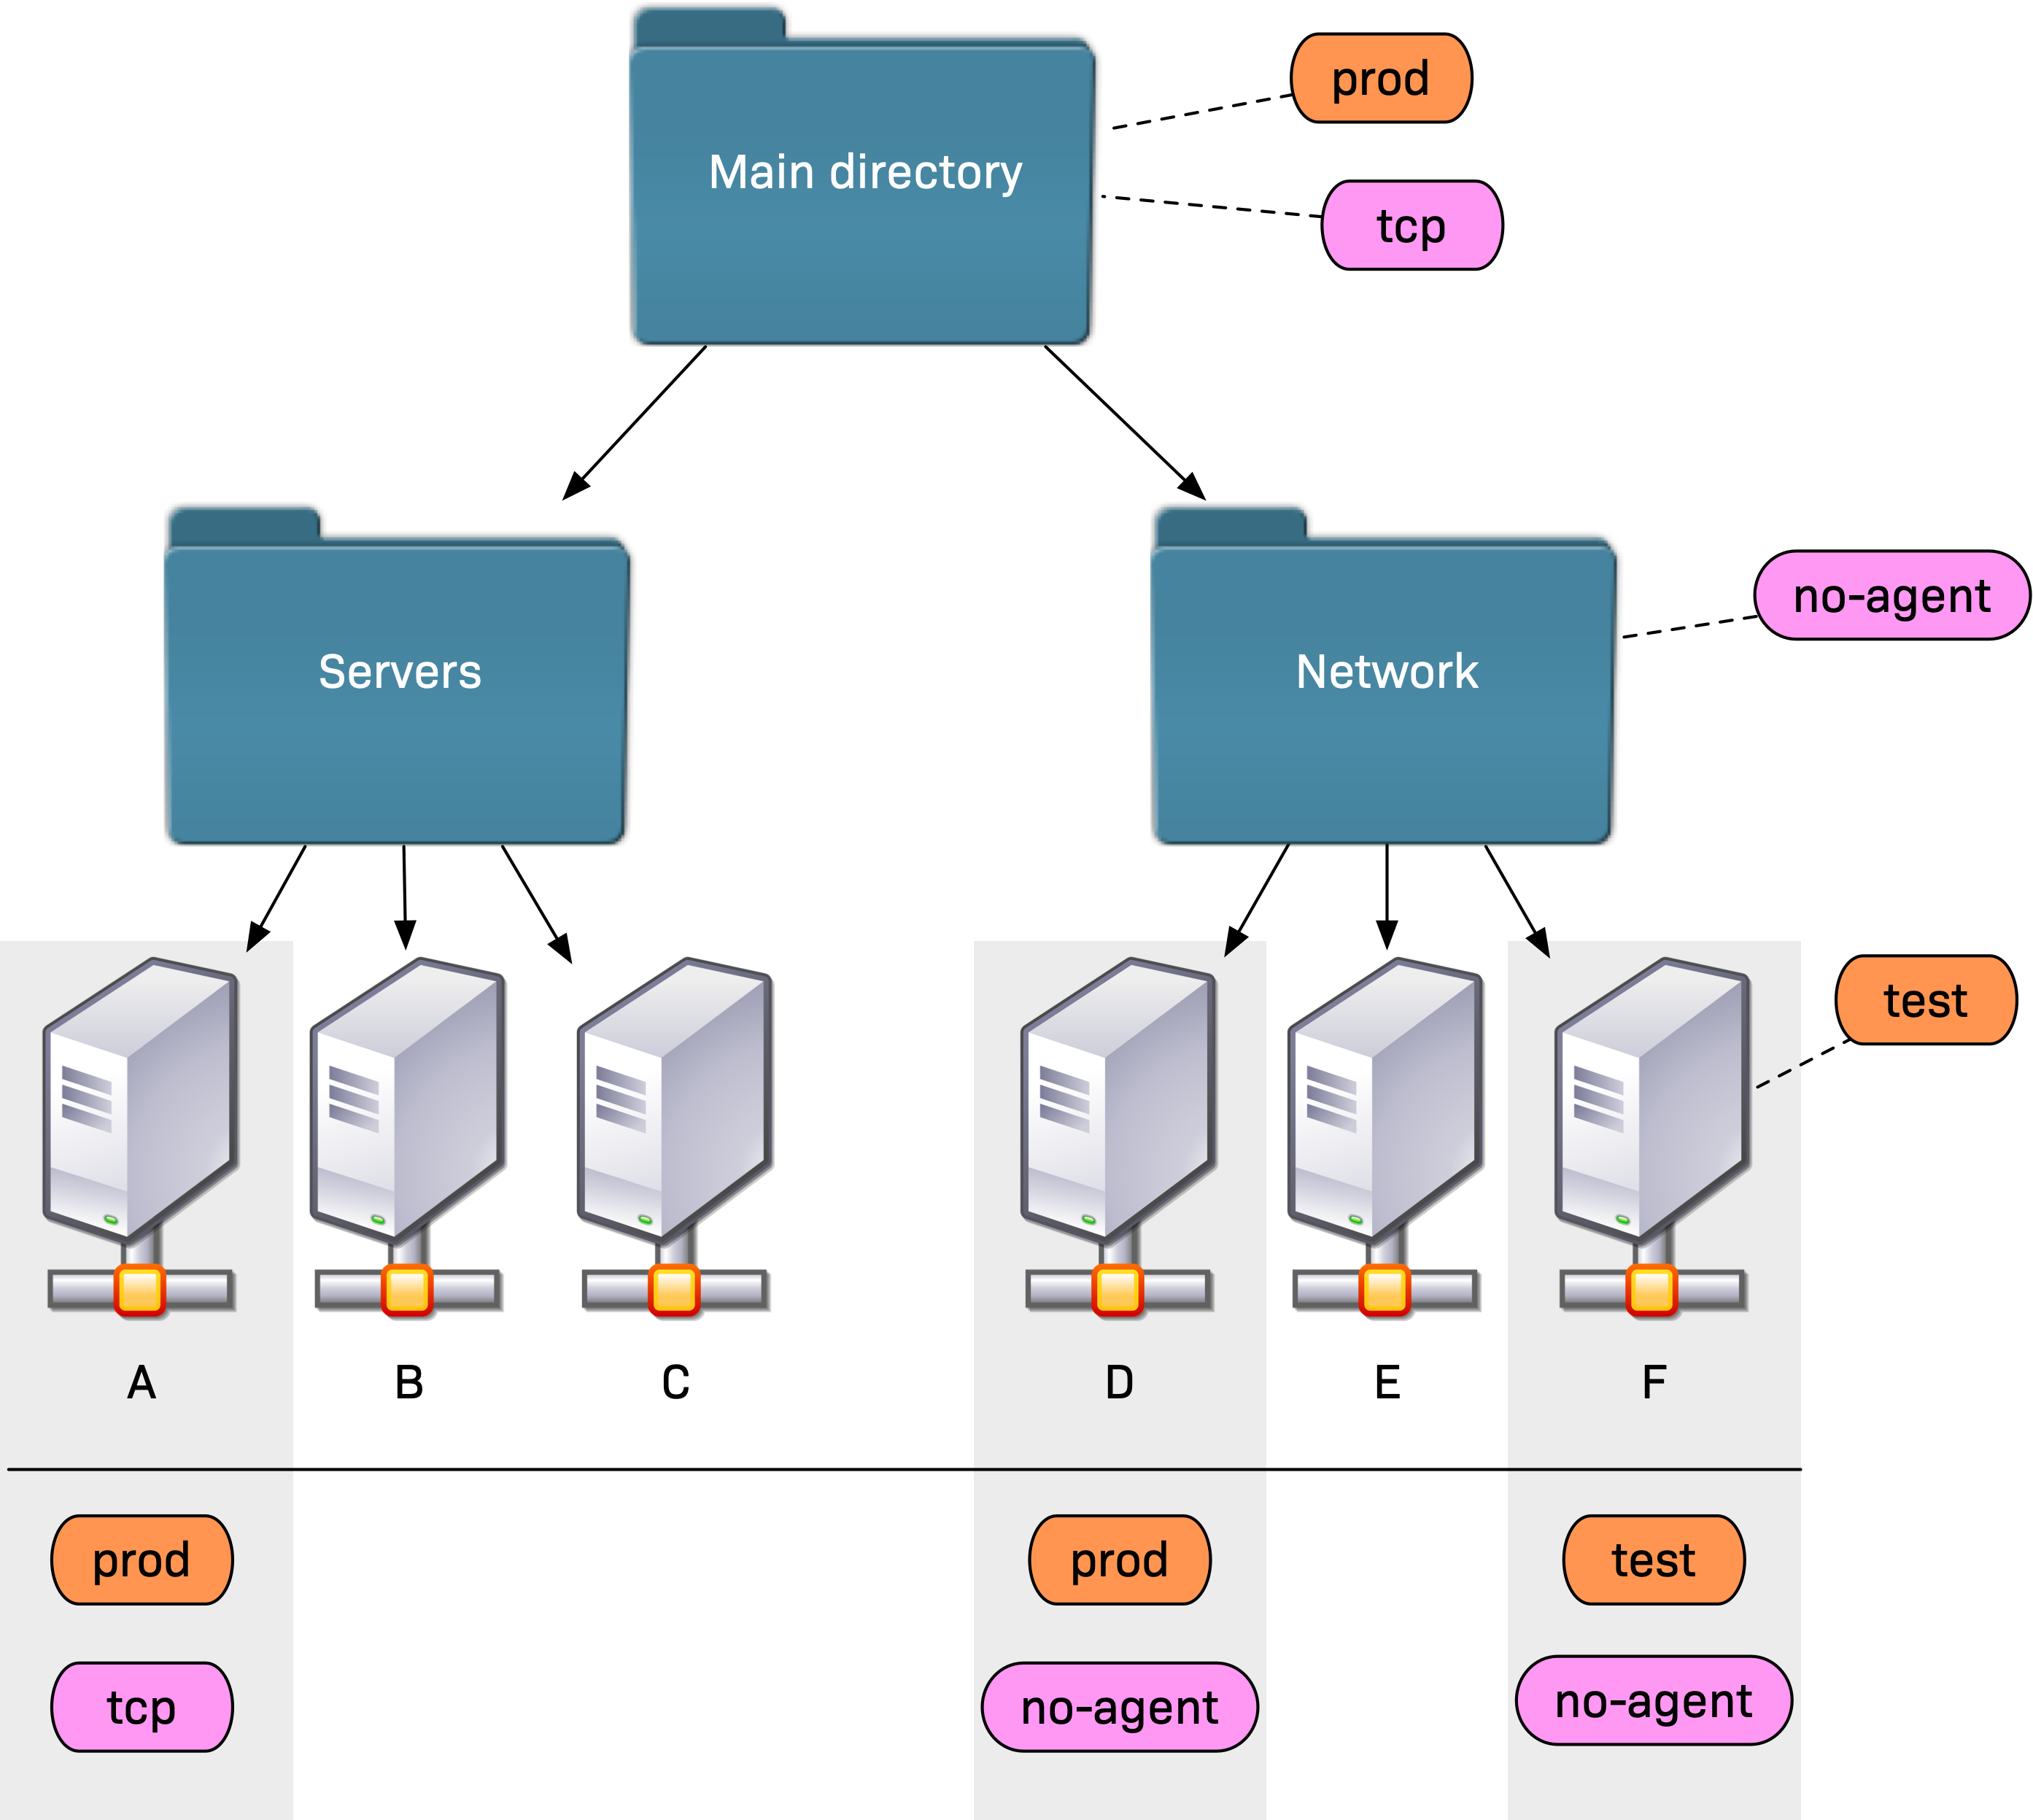 prod
Main directory
tcp
no-agent
Servers
Network
test
A
B
C
D
E
F
prod
prod
test
tcp
no-agent
no-agent